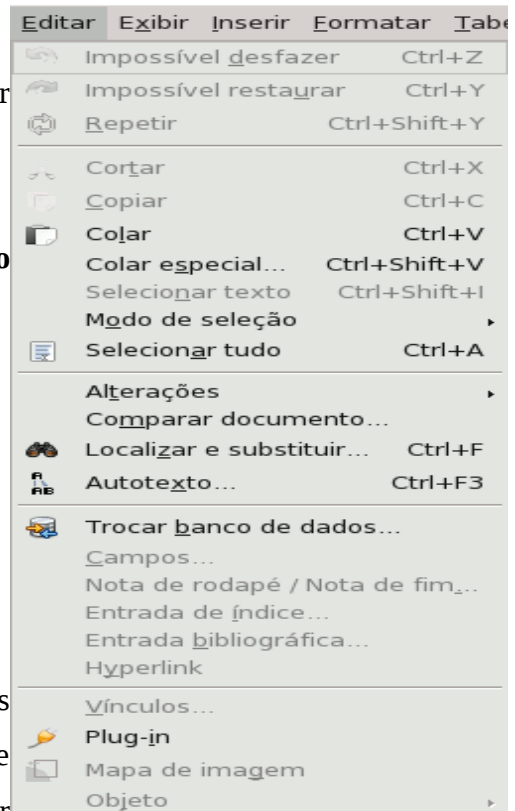 Editar Exibir Inserir Formatar Tabe
Impossível desfazer Ctrl+Z
r
Impossível restaurar Ctrl+Y
Repetir Ctrl+Shift+Y
Cortar Ctrl+X
Copiar Ctrl+C
Colar Ctrl+V
o
Colar especial... Ctrl+Shift+V
Selecionar texto Ctrl+Shift+I
Modo de seleção
Selecionar tudo Ctrl+A
Alterações
Comparar documento...
Localizar e substituir... Ctrl+F
Autotexto... Ctrl+F3
Trocar banco de dados...
Campos...
Nota de rodapé / Nota de fim...
Entrada de índice...
Entrada bibliográfica...
Hyperlink
s
Vínculos...
Plug-in
e
Mapa de imagem
Objeto
r